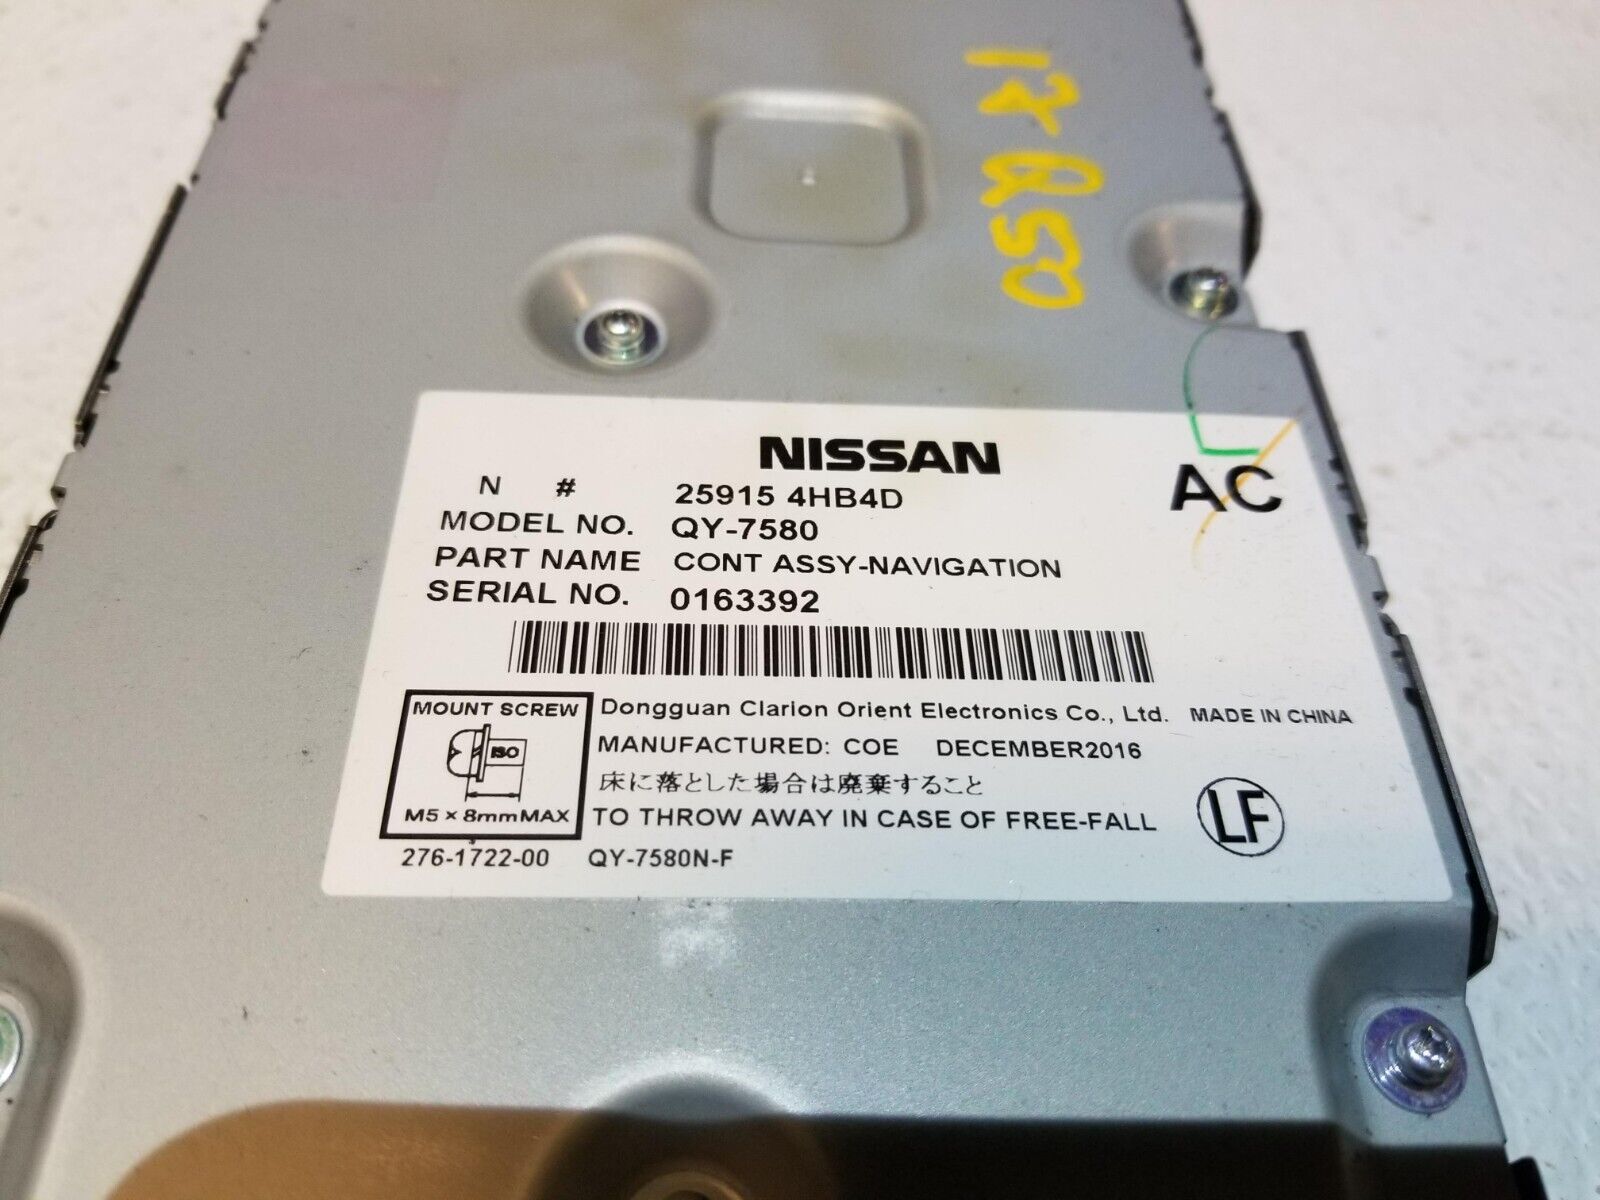 17 Q50
NISSAN
N # 25915 4HB4D
AC
MODEL NO. QY-7580
PART NAME CONT ASSY-NAVIGATION
SERIAL NO. 0163392
MOUNT SCREW
ISO
M5 × 8mm MAX
Dongguan Clarion Orient Electronics Co., Ltd. MADE IN CHINA
MANUFACTURED: COE DECEMBER2016
床に落とした場合は廃棄すること
TO THROW AWAY IN CASE OF FREE-FALL
LF
276-1722-00 QY-7580N-F